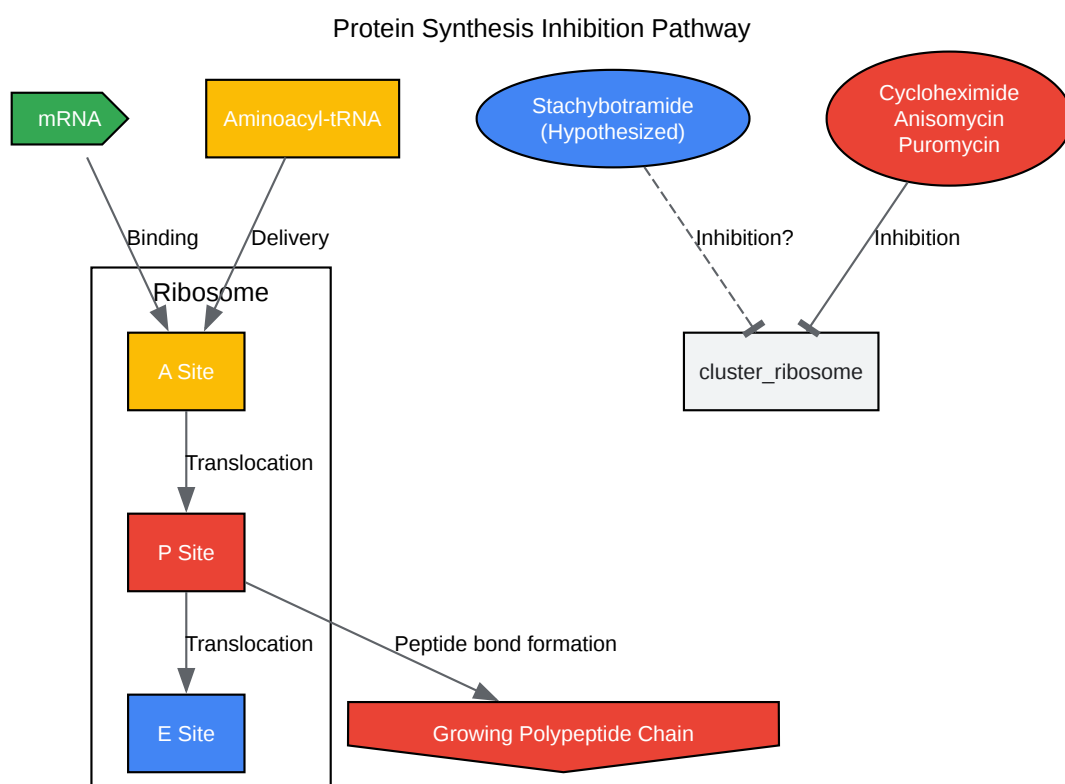 Protein Synthesis Inhibition Pathway
mRNA
Aminoacyl-tRNA
Stachybotramide
(Hypothesized)
Cycloheximide
Anisomycin
Puromycin
Binding
Delivery
Inhibition?
Inhibition
Ribosome
A Site
cluster_ribosome
Translocation
P Site
Translocation
Peptide bond formation
E Site
Growing Polypeptide Chain